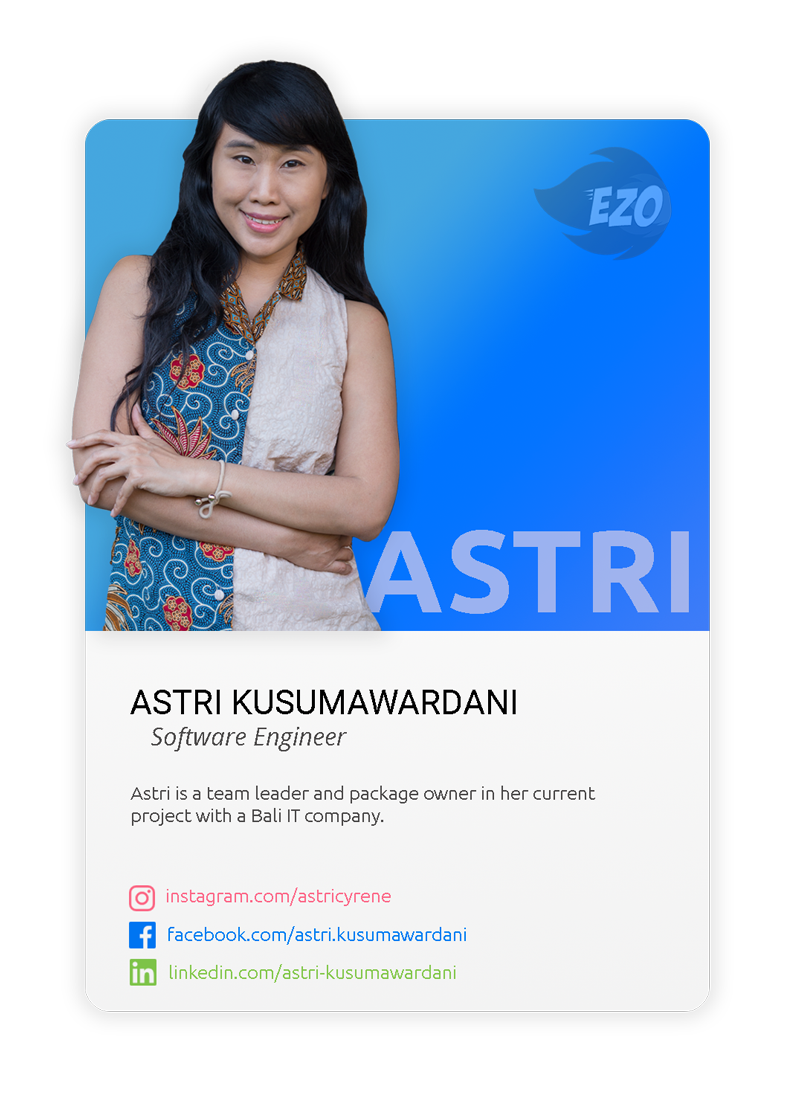 EZO
ASTRI
ASTRI KUSUMAWARDANI
Software Engineer
Astri is a team leader and package owner in her current
project with a Bali IT company.
instagram.com/astricyrene
facebook.com/astri.kusumawardani
linkedin.com/astri-kusumawardani